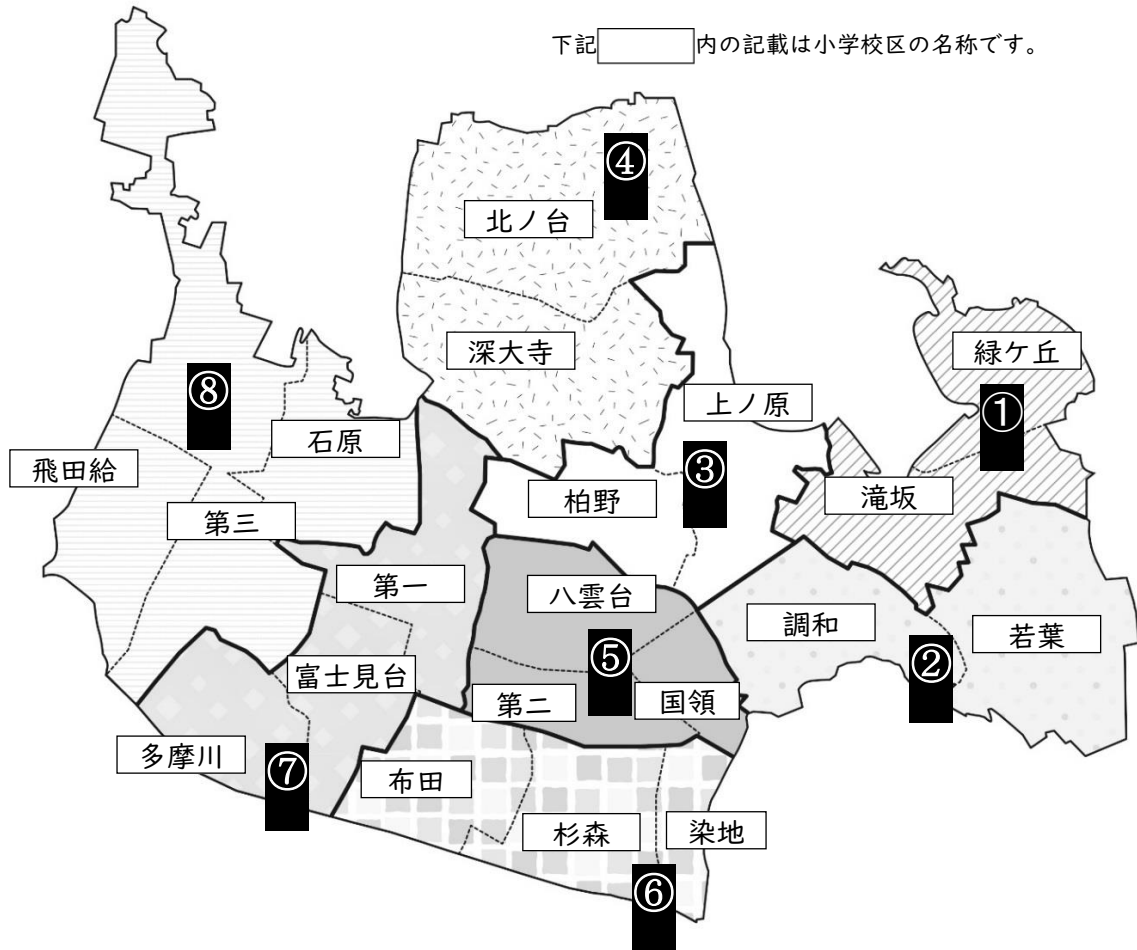 下記 内の記載は小学校区の名称です。
④
北ノ台
深大寺
緑ケ丘
⑧
上ノ原
①
石原
飛田給
③
柏野
滝坂
第三
第一
八雲台
調和
若葉
⑤
②
富士見台
第二
国領
多摩川
⑦
布田
杉森
染地
⑥